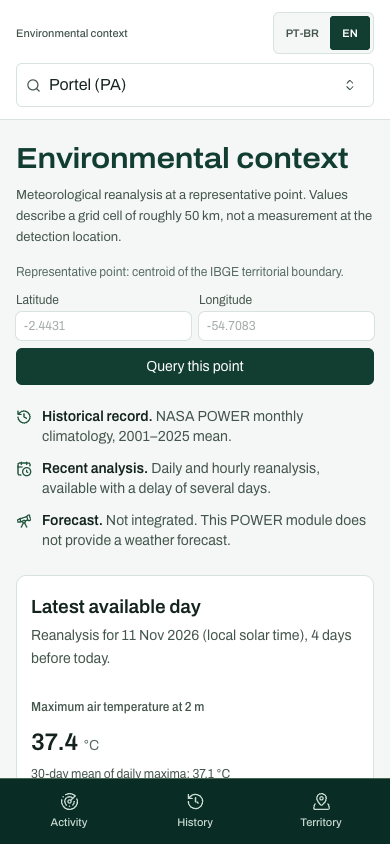 Environmental context
PT-BR
EN
Portel (PA)
Environmental context
Meteorological reanalysis at a representative point. Values
describe a grid cell of roughly 50 km, not a measurement at the
detection location.
Representative point: centroid of the IBGE territorial boundary.
Latitude
Longitude
-2.4431
-54.7083
Query this point
Historical record. NASA POWER monthly
climatology, 2001–2025 mean.
Recent analysis. Daily and hourly reanalysis,
available with a delay of several days.
Forecast. Not integrated. This POWER module does
not provide a weather forecast.
Latest available day
Reanalysis for 11 Nov 2026 (local solar time), 4 days
before today.
Maximum air temperature at 2 m
37.4 °C
30-day mean of daily maxima: 37.1 °C
Activity
History
Territory